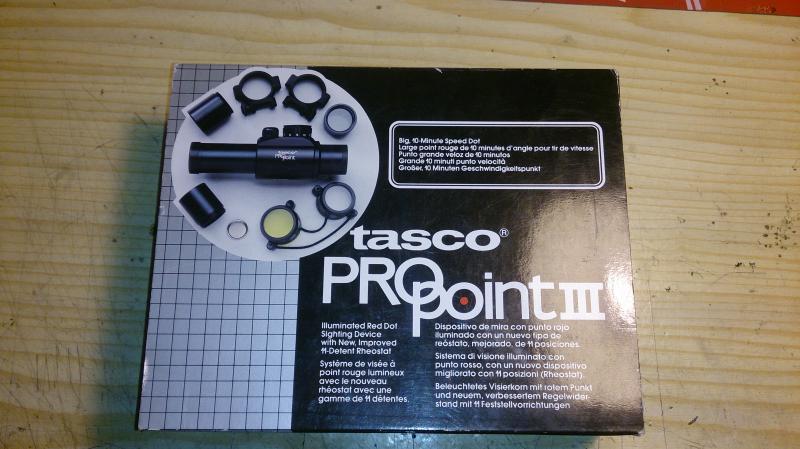 Big, 10-Minute Speed Dot
Large point rouge de 10 minutes d'angle pour tir de vitesse
Punto grande veloz de 10 minutos
Grande 10 minuti punto velocità
Großer, 10 Minuten Geschwindigkeitspunkt
PROpoint
tasco®
PROpoint III
Illuminated Red Dot
Sighting Device
with New, Improved
11-Detent Rheostat
Système de visée à
point rouge lumineux
avec le nouveau
rhéostat avec une
gamme de 11 détentes.
Dispositivo de mira con punto rojo
iluminado con un nuevo tipo de
reóstato, mejorado, de 11 posiciones.
Sistema di visione illuminato con
punto rosso, con un nuovo dispositivo
migliorato con 11 posizioni (Rheostat).
Beleuchtetes Visierkorn mit rotem Punkt
und neuem, verbessertem Regelwider-
stand mit 11 Feststellvorrichtungen